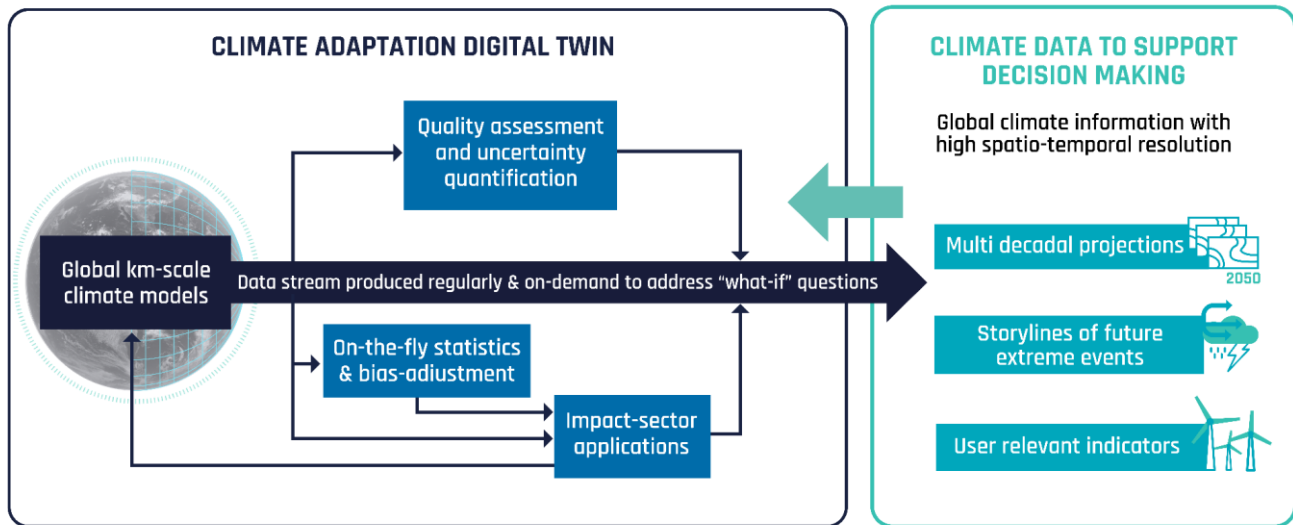 CLIMATE ADAPTATION DIGITAL TWIN
Quality assessment
and uncertainty
quantification
Global km-scale
climate models
Data stream produced regularly & on-demand to address “what-if” questions
On-the-fly statistics
& bias-adiustment
Impact-sector
applications
CLIMATE DATA TO SUPPORT
DECISION MAKING
Global climate information with
high spatio-temporal resolution
Multi decadal projections
2050
Storylines of future
extreme events
User relevant indicators